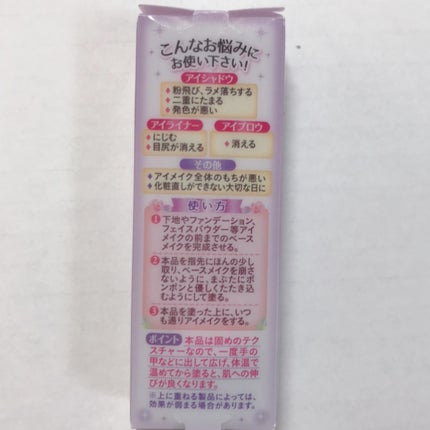 こんなお悩みに
お使い下さい!
アイシャドウ
♦粉飛び、ラメ落ちする
♦二重にたまる
♦発色が悪い
アイライナー
♦にじむ
♦目尻が消える
アイブロウ
♦消える
その他
♦アイメイク全体のもちが悪い
♦化粧直しができない大切な日に
使い方
1 下地やファンデーション、
フェイスパウダー等アイ
メイクの前までのベース
メイクを完成させる。
2 本品を指先にほんの少し
取り、ベースメイクを崩さ
ないように、まぶたにポ
ンポンと優しくたたき込
むようにして塗る。
3 本品を塗った上に、いつ
も通りアイメイクをする。
ポイント 本品は固めのテク
スチャーなので、一度手の
甲などに出して広げ、体温で
温めてから塗ると、肌への伸
びが良くなります。
※上に重ねる製品によっては、
効果が弱まる場合があります。